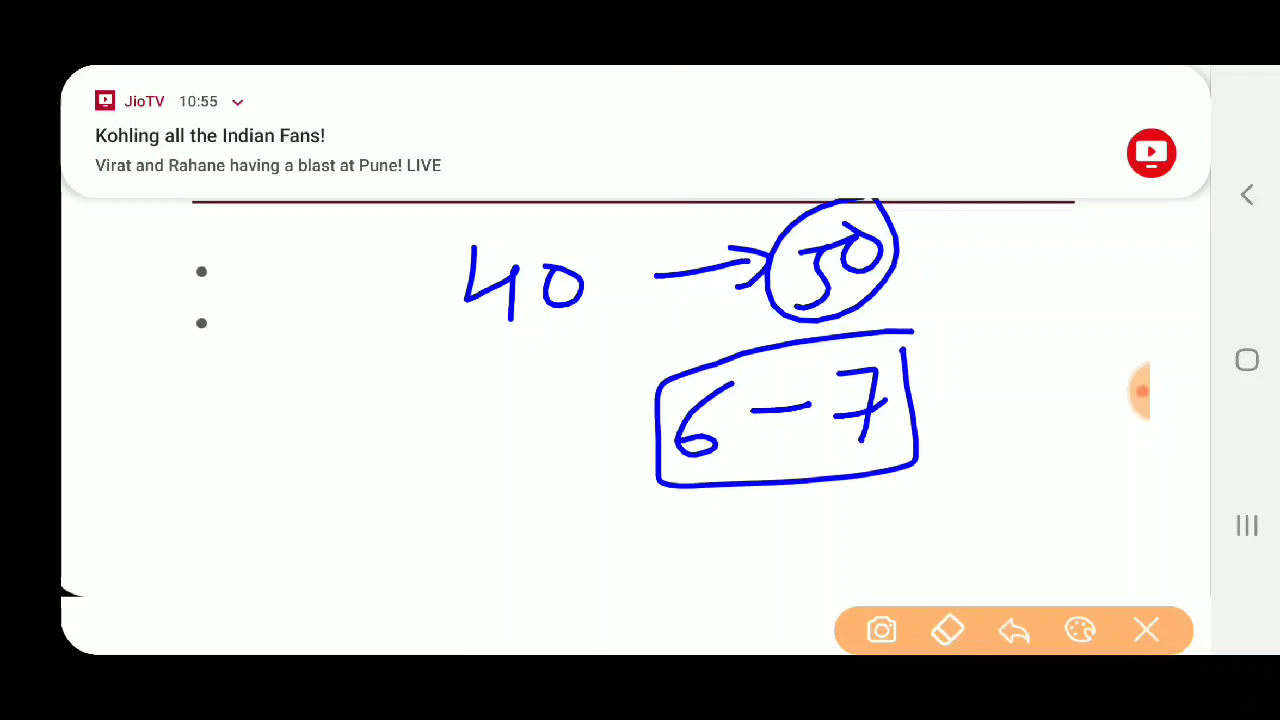 JioTV 10:55
Kohling all the Indian Fans!
Virat and Rahane having a blast at Pune! LIVE
40 → 50
6 - 7